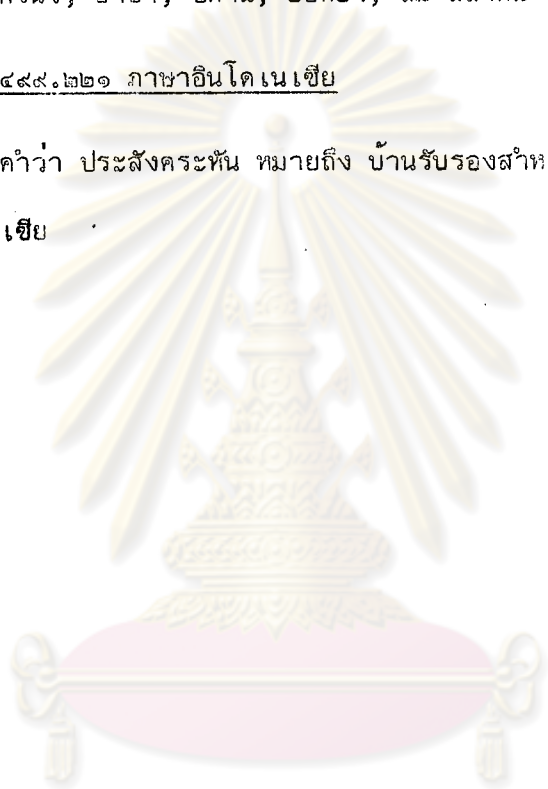 ๔๙๙.๒๒๑ ภาษาอินโดเนเซีย
คำว่า ประสังคระหัน หมายถึง บ้านรับรองสำห
เซีย